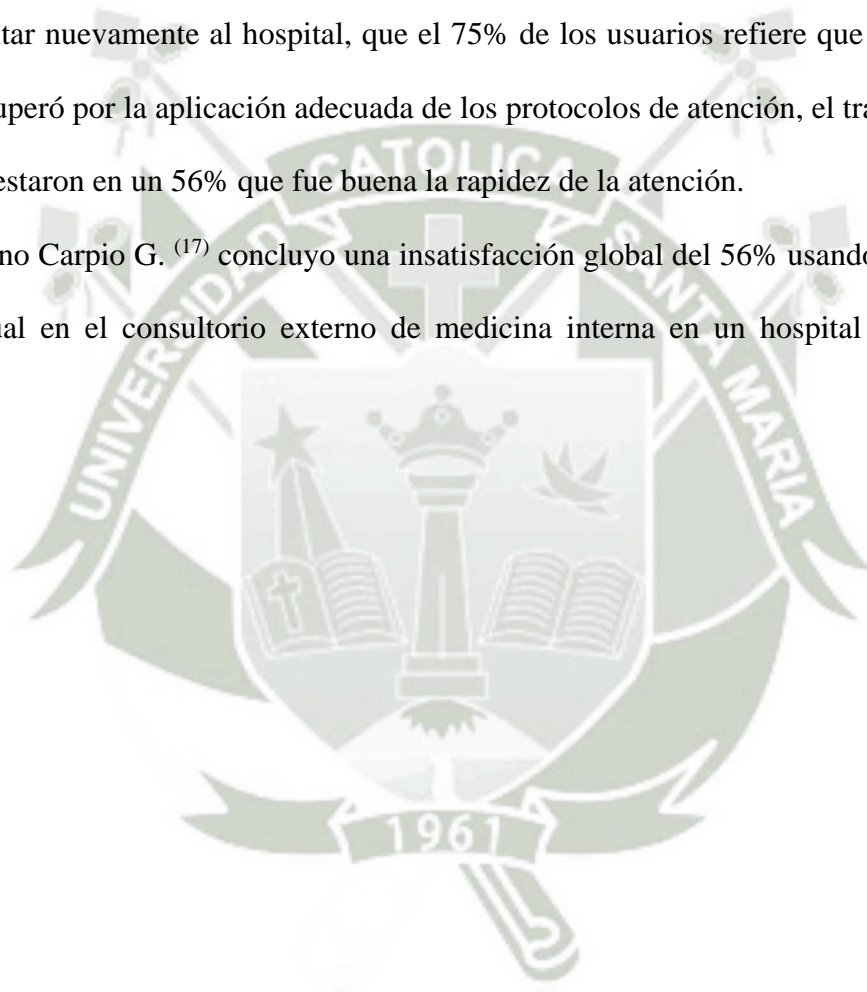 tar nuevamente al hospital, que el 75% de los usuarios refiere que
uperó por la aplicación adecuada de los protocolos de atención, el tra
estaron en un 56% que fue buena la rapidez de la atención.
no Carpio G. (17) concluyo una insatisfacción global del 56% usando
ual en el consultorio externo de medicina interna en un hospital
UNIVERSIDAD CATOLICA SANTA MARIA
1961